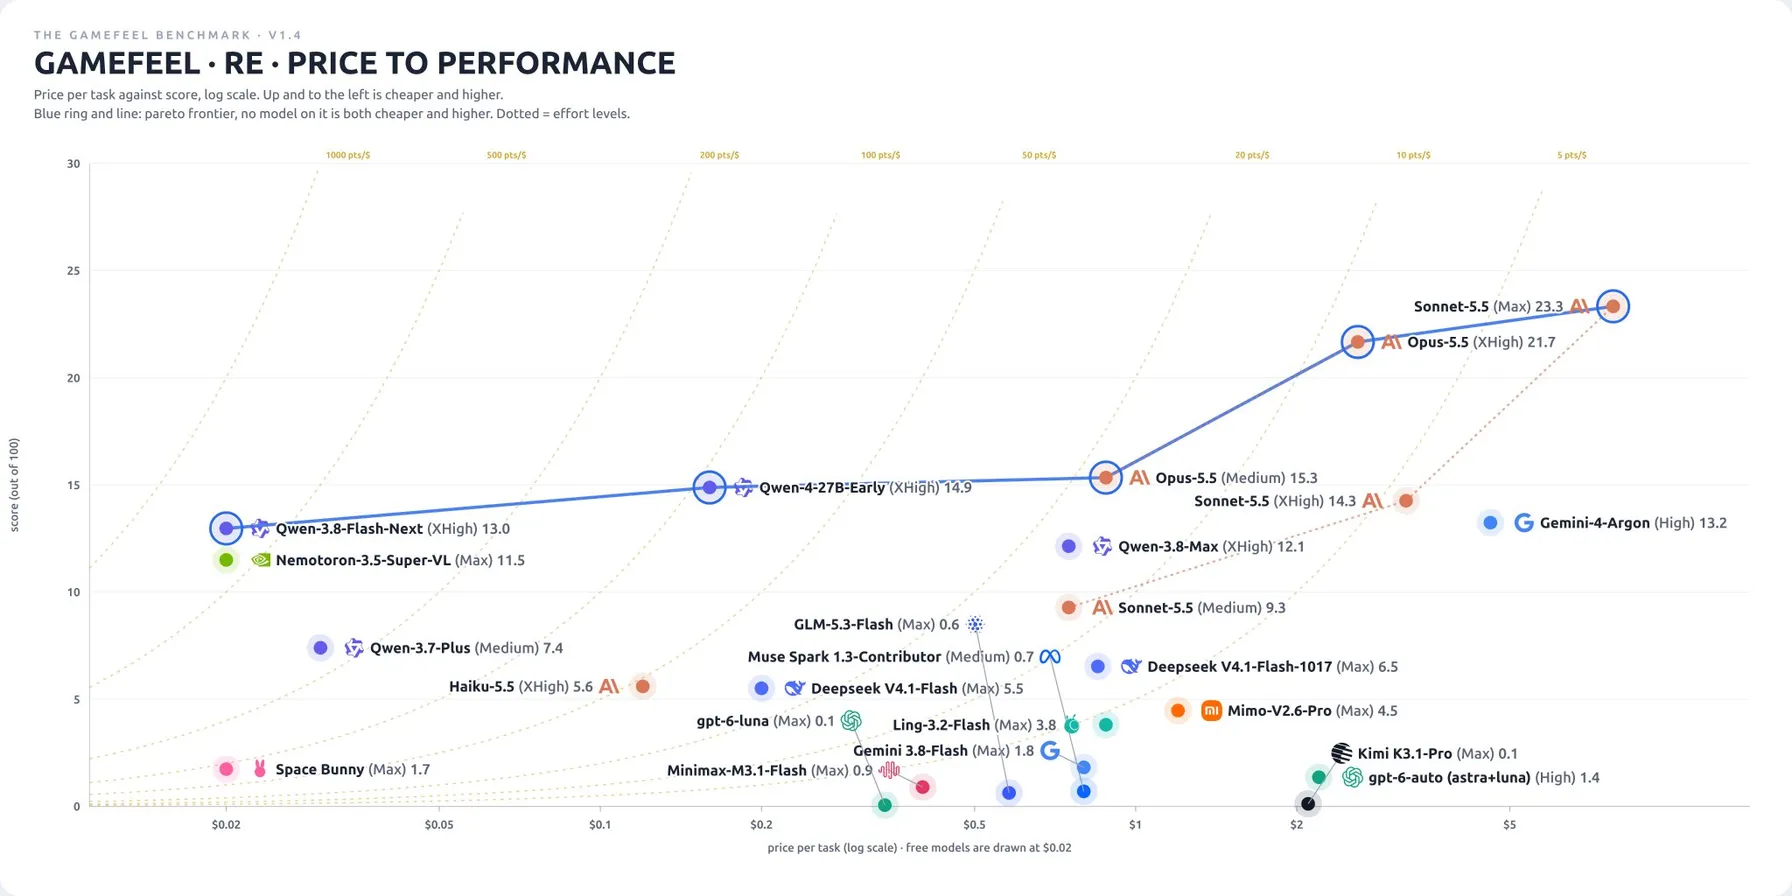 THE GAMEFEEL BENCHMARK · V1.4
GAMEFEEL · RE · PRICE TO PERFORMANCE
Price per task against score, log scale. Up and to the left is cheaper and higher.
Blue ring and line: pareto frontier, no model on it is both cheaper and higher. Dotted = effort levels.
1000 pts/$
500 pts/$
200 pts/$
100 pts/$
50 pts/$
20 pts/$
10 pts/$
5 pts/$
30
25
20
15
10
5
0
score (out of 100)
Sonnet-5.5 (Max) 23.3
Opus-5.5 (XHigh) 21.7
Opus-5.5 (Medium) 15.3
Qwen-4-27B-Early (XHigh) 14.9
Sonnet-5.5 (XHigh) 14.3
Gemini-4-Argon (High) 13.2
Qwen-3.8-Flash-Next (XHigh) 13.0
Qwen-3.8-Max (XHigh) 12.1
Nemotoron-3.5-Super-VL (Max) 11.5
Sonnet-5.5 (Medium) 9.3
GLM-5.3-Flash (Max) 0.6
Qwen-3.7-Plus (Medium) 7.4
Muse Spark 1.3-Contributor (Medium) 0.7
Deepseek V4.1-Flash-1017 (Max) 6.5
Haiku-5.5 (XHigh) 5.6
Deepseek V4.1-Flash (Max) 5.5
Mimo-V2.6-Pro (Max) 4.5
gpt-6-luna (Max) 0.1
Ling-3.2-Flash (Max) 3.8
Gemini 3.8-Flash (Max) 1.8
Kimi K3.1-Pro (Max) 0.1
Space Bunny (Max) 1.7
Minimax-M3.1-Flash (Max) 0.9
gpt-6-auto (astra+luna) (High) 1.4
$0.02
$0.05
$0.1
$0.2
$0.5
$1
$2
$5
price per task (log scale) · free models are drawn at $0.02